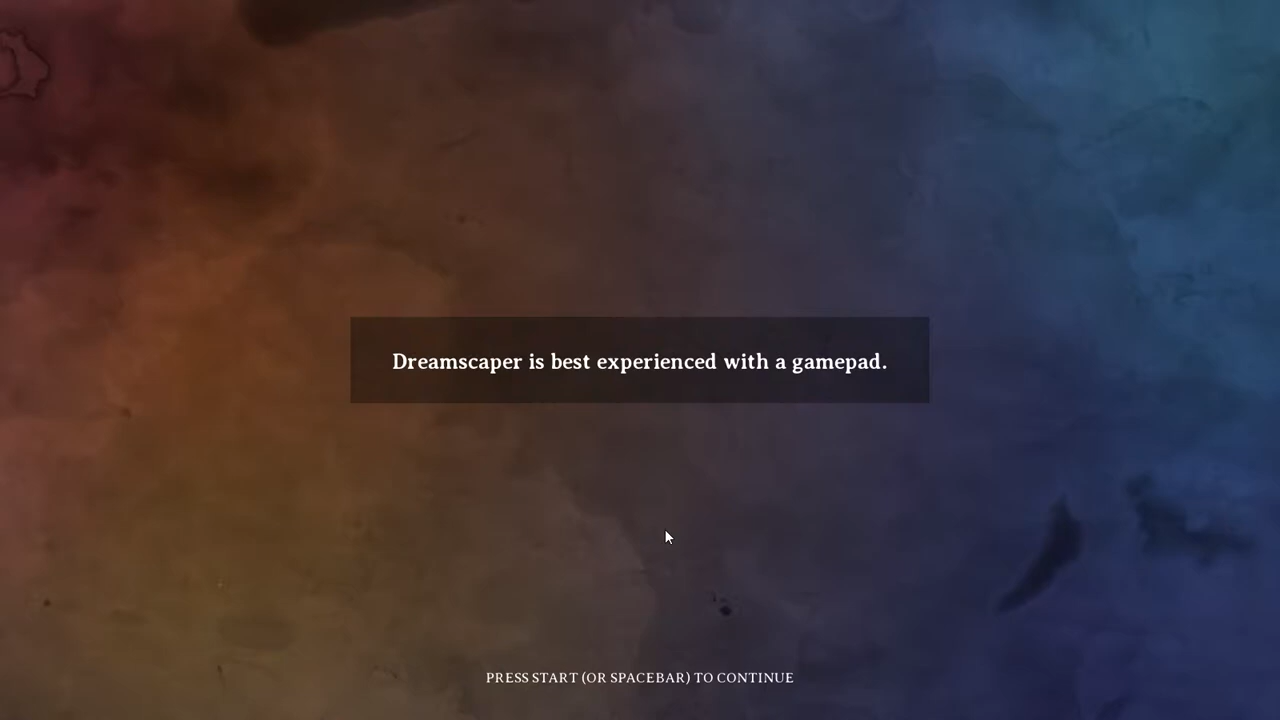 Dreamscaper is best experienced with a gamepad.
PRESS START (OR SPACEBAR) TO CONTINUE